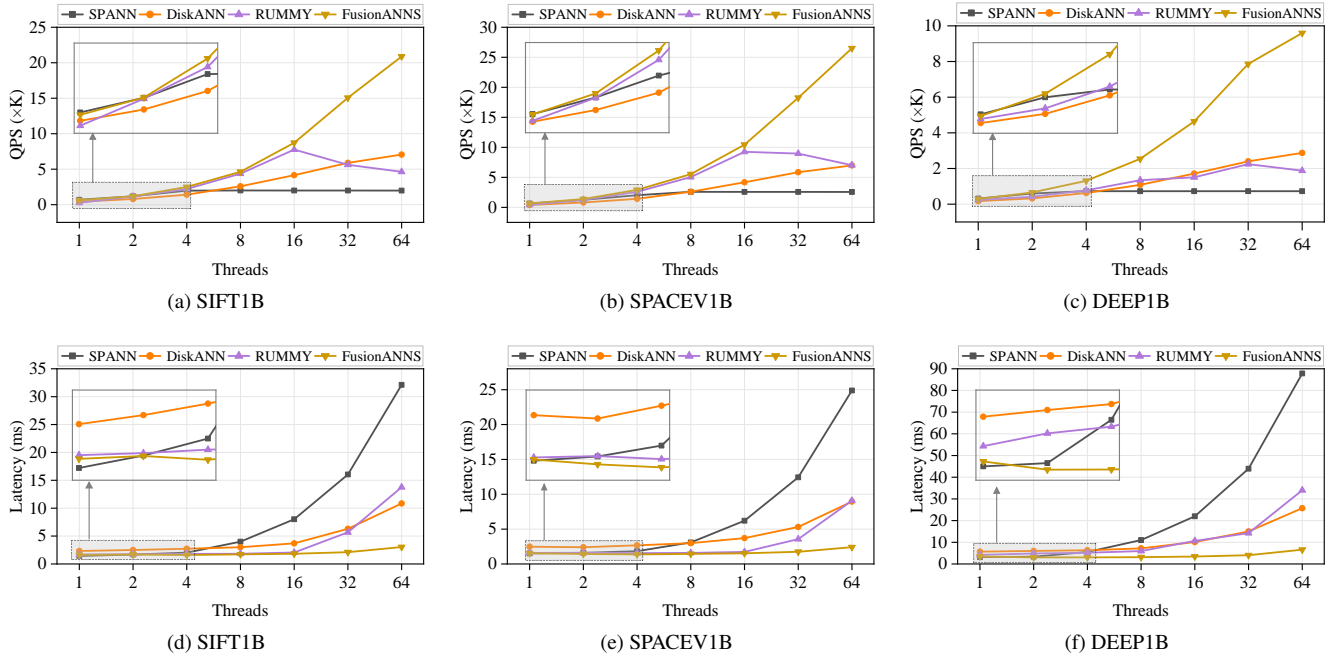 SPANN DiskANN RUMMY FusionANNS
25
20
15
10
5
0
QPS (×K)
1 2 4 8 16 32 64
Threads
(a) SIFT1B
SPANN DiskANN RUMMY FusionANNS
30
25
20
15
10
5
0
QPS (×K)
1 2 4 8 16 32 64
Threads
(b) SPACEV1B
SPANN DiskANN RUMMY FusionANNS
10
8
6
4
2
0
QPS (×K)
1 2 4 8 16 32 64
Threads
(c) DEEP1B
SPANN DiskANN RUMMY FusionANNS
35
30
25
20
15
10
5
0
Latency (ms)
1 2 4 8 16 32 64
Threads
(d) SIFT1B
SPANN DiskANN RUMMY FusionANNS
25
20
15
10
5
0
Latency (ms)
1 2 4 8 16 32 64
Threads
(e) SPACEV1B
SPANN DiskANN RUMMY FusionANNS
90
80
70
60
50
40
30
20
10
0
Latency (ms)
1 2 4 8 16 32 64
Threads
(f) DEEP1B